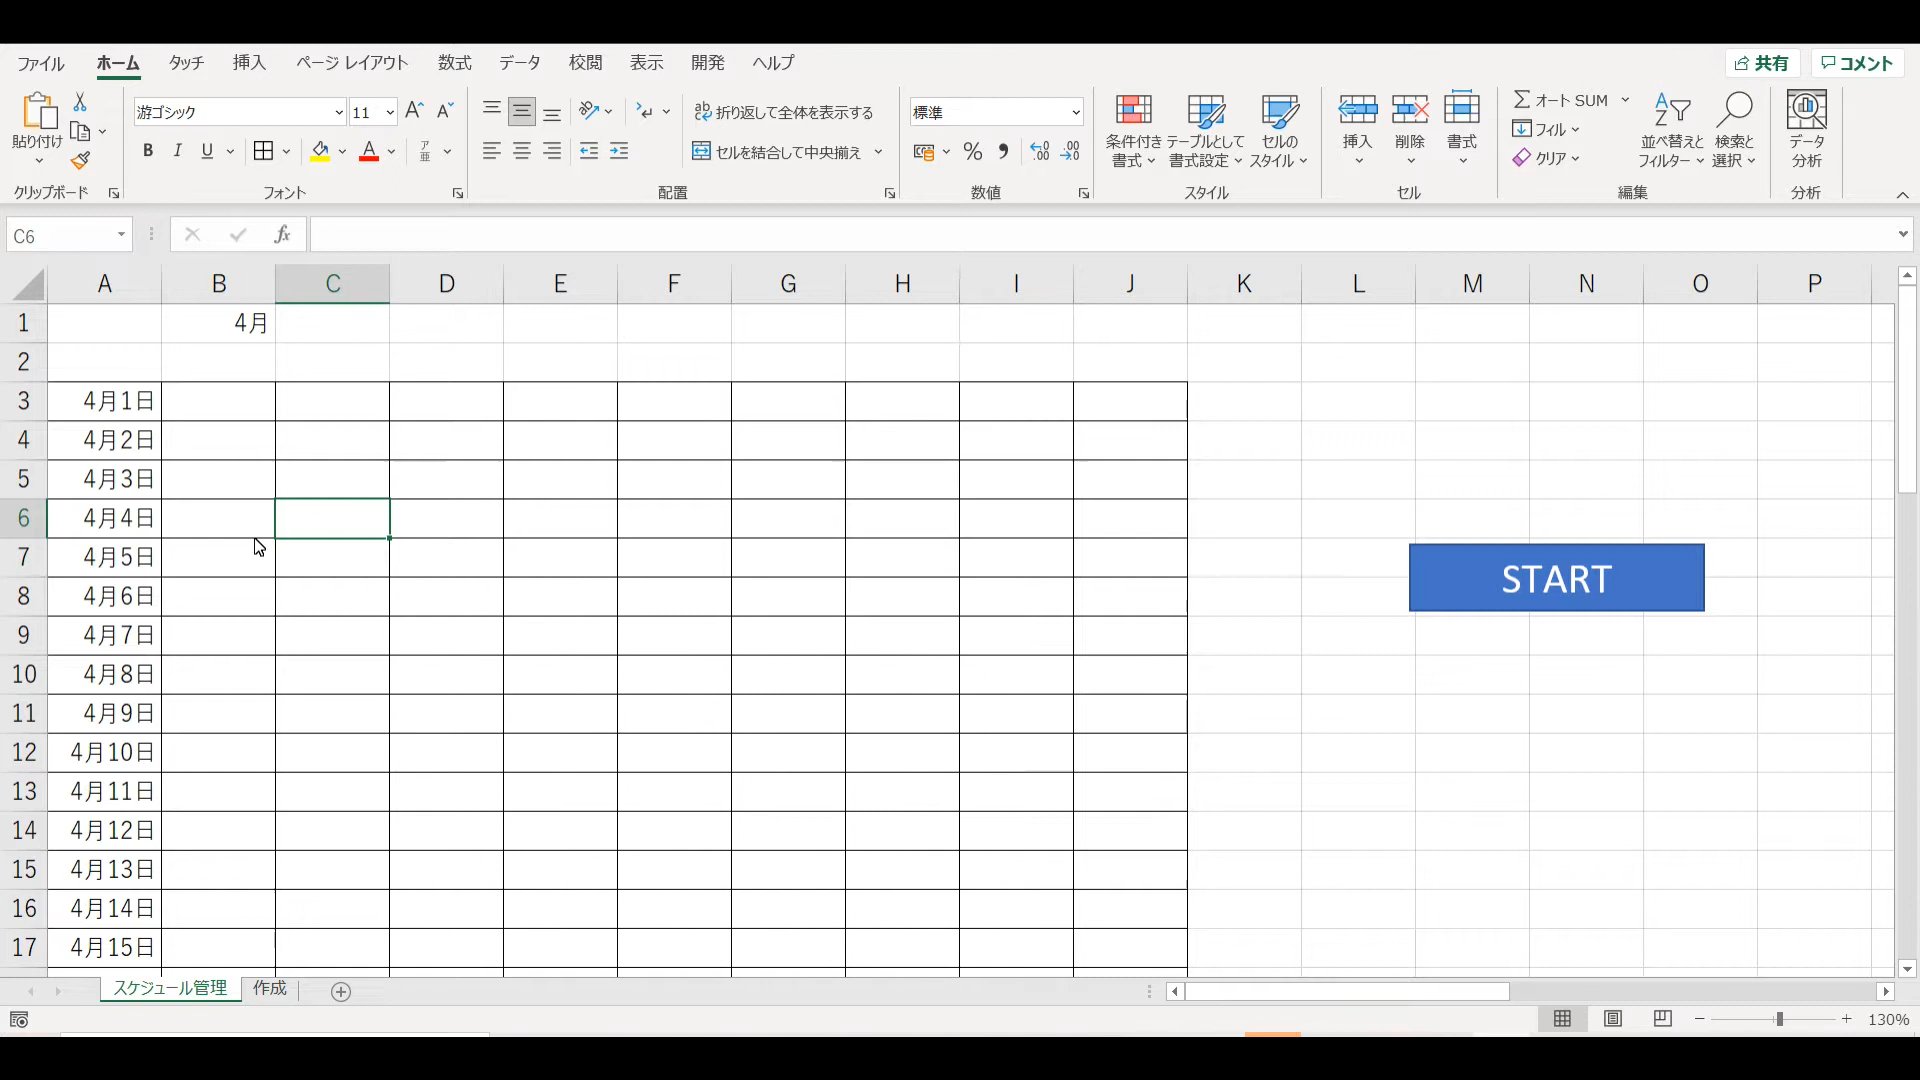 ファイル ホーム タッチ 挿入 ページ レイアウト 数式 データ 校閲 表示 開発 ヘルプ 共有 コメント
貼り付け
クリップボード
游ゴシック 11
B I U A
フォント
折り返して全体を表示する
セルを結合して中央揃え
配置
標準
%
数値
条件付き書式
テーブルとして書式設定
セルのスタイル
スタイル
挿入 削除 書式
セル
オート SUM
フィル
クリア
並べ替えとフィルター
検索と選択
編集
データ分析
分析
C6 fx
A B C D E F G H I J K L M N O P
1 4月
2
3 4月1日
4 4月2日
5 4月3日
6 4月4日
7 4月5日
8 4月6日
9 4月7日
10 4月8日
11 4月9日
12 4月10日
13 4月11日
14 4月12日
15 4月13日
16 4月14日
17 4月15日
START
スケジュール管理 作成
130%